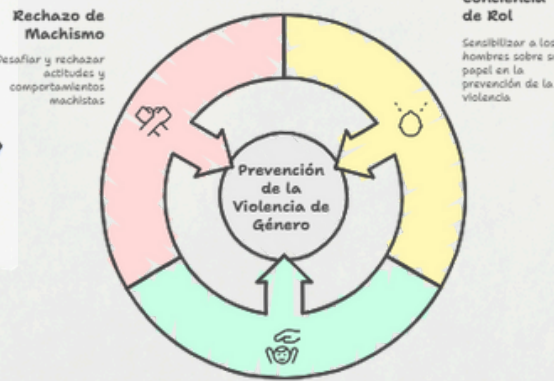 Rechazo de
Machismo
Desafiar y rechazar
actitudes y
comportamientos
machistas
Prevención
de la
Violencia de
Género
de Rol
Sensibilizar a los
hombres sobre su
papel en la
prevención de la
violencia